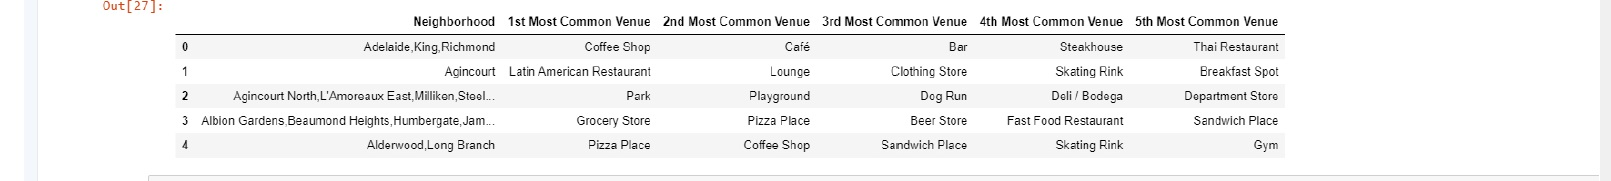 Out[27]:
Neighborhood 1st Most Common Venue 2nd Most Common Venue 3rd Most Common Venue 4th Most Common Venue 5th Most Common Venue
0 Adelaide,King,Richmond Coffee Shop Café Bar Steakhouse Thai Restaurant
1 Agincourt Latin American Restaurant Lounge Clothing Store Skating Rink Breakfast Spot
2 Agincourt North,L'Amoreaux East,Milliken,Steel... Park Playground Dog Run Deli / Bodega Department Store
3 Albion Gardens,Beaumond Heights,Humbergate,Jam... Grocery Store Pizza Place Beer Store Fast Food Restaurant Sandwich Place
4 Alderwood,Long Branch Pizza Place Coffee Shop Sandwich Place Skating Rink Gym